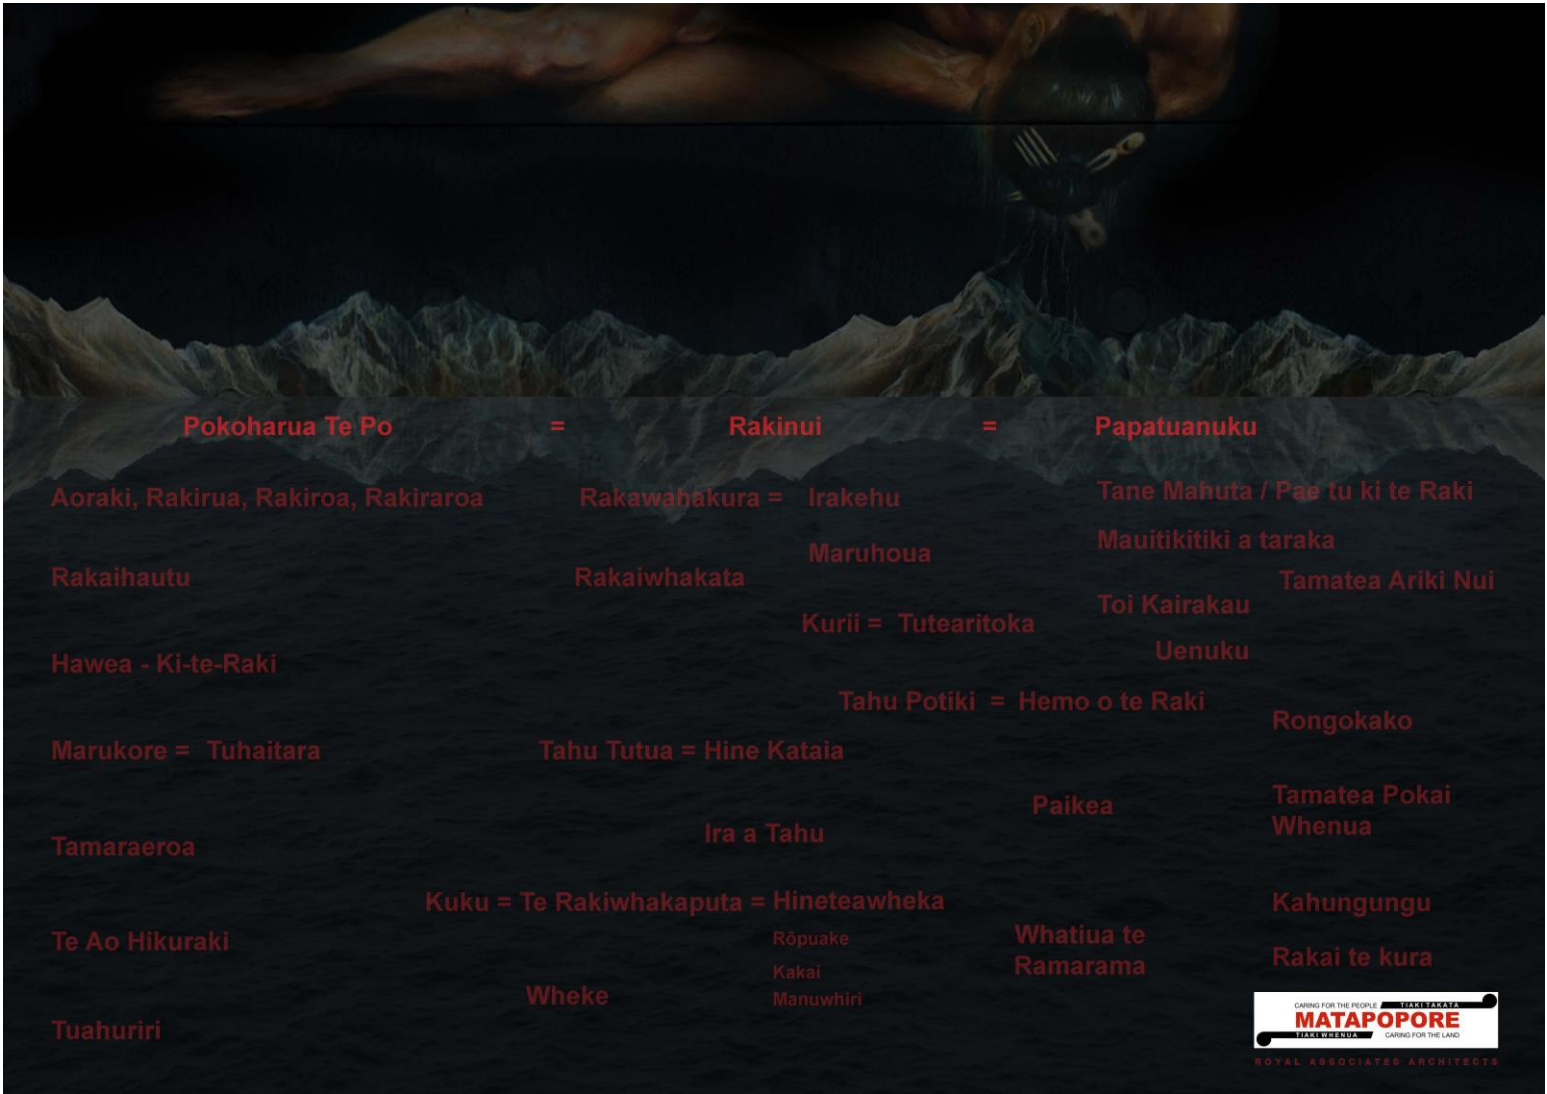 Pokoharua Te Po = Rakinui = Papatuanuku
Aoraki, Rakirua, Rakiroa, Rakiraroa
Rakawahakura = Irakehu
Tane Mahuta / Pae tu ki te Raki
Maruhoua
Mauitikitiki a taraka
Rakaihautu
Rakaiwhakata
Tamatea Ariki Nui
Toi Kairakau
Kurii = Tutearitoka
Uenuku
Hawea - Ki-te-Raki
Tahu Potiki = Hemo o te Raki
Rongokako
Marukore = Tuhaitara
Tahu Tutua = Hine Kataia
Paikea
Tamatea Pokai
Whenua
Ira a Tahu
Tamaraeroa
Kuku = Te Rakiwhakaputa = Hineteawheka
Kahungungu
Te Ao Hikuraki
Rōpuake
Whatiua te
Ramarama
Rakai te kura
Kakai
Wheke
Manuwhiri
Tuahuriri
CARING FOR THE PEOPLE TIAKI TAKATA
MATAPOPORE
TIAKI WHENUA CARING FOR THE LAND
ROYAL ASSOCIATES ARCHITECTS